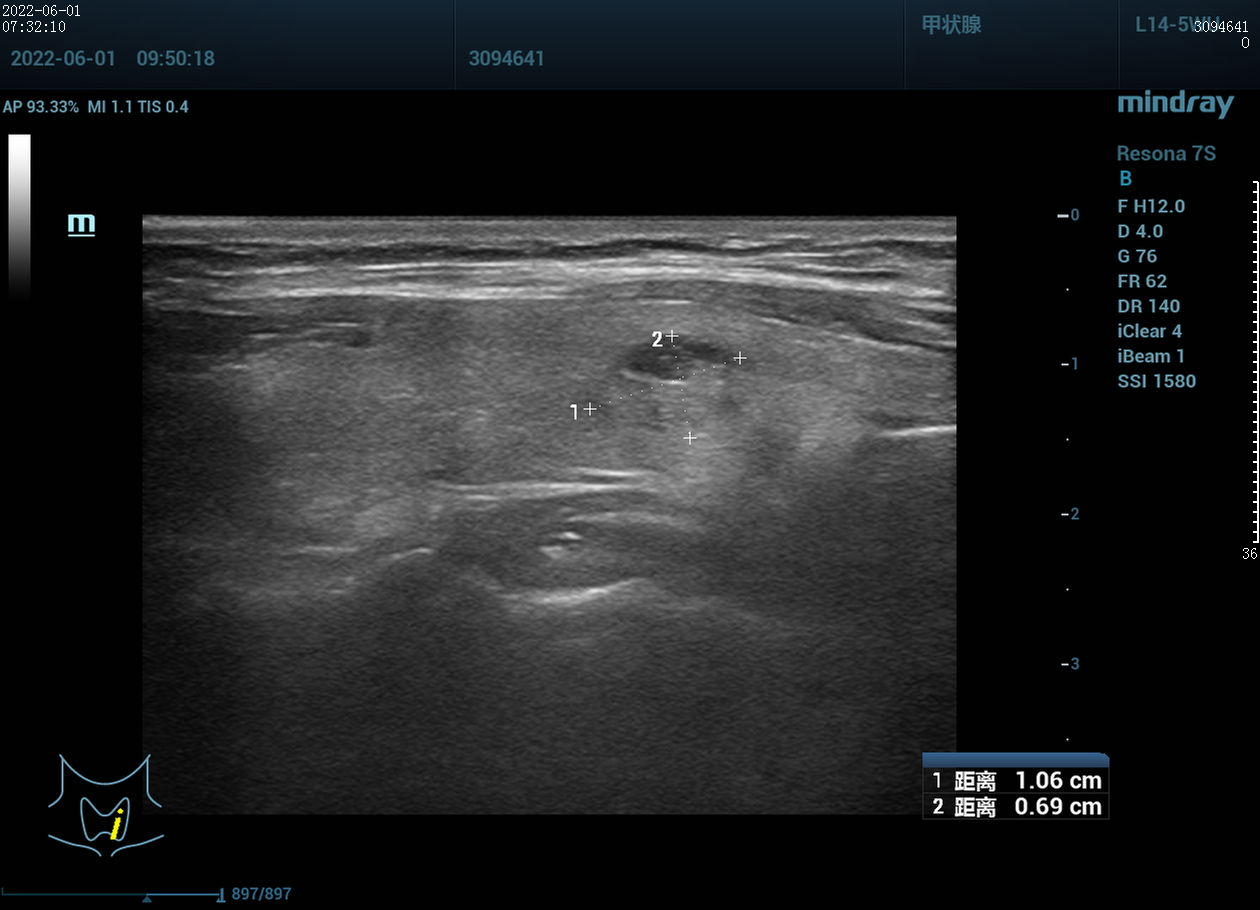 2022-06-01
07:32:10
甲状腺
L14-5WU
3094641
0
2022-06-01 09:50:18
3094641
AP 93.33% MI 1.1 TIS 0.4
mindray
Resona 7S
B
F H12.0
D 4.0
G 76
FR 62
DR 140
iClear 4
iBeam 1
SSI 1580
m
0
1
2
3
36
2
1
1 距离 1.06 cm
2 距离 0.69 cm
897/897